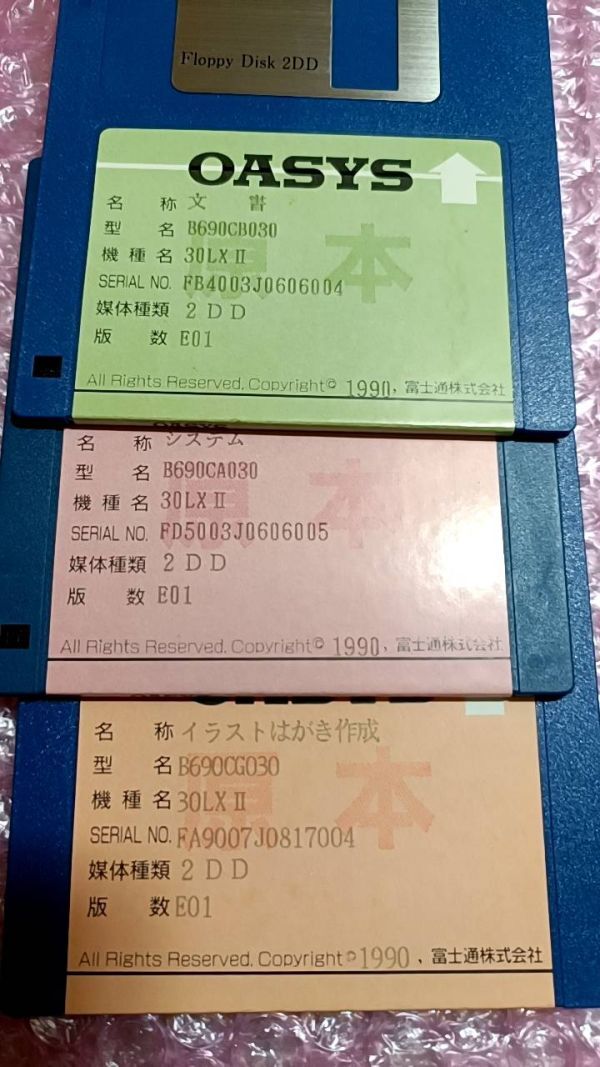 Floppy Disk 2DD
OASYS
名 称 文 書
型 名 B690CB030
機 種 名 30LX II
SERIAL NO. FB4003J0606004
媒体種類 2DD
版 数 E01
原本
All Rights Reserved. Copyright© 1990, 富士通株式会社
名 称 システム
型 名 B690CA030
機 種 名 30LX II
SERIAL NO. FD5003J0606005
媒体種類 2DD
版 数 E01
原本
All Rights Reserved. Copyright© 1990, 富士通株式会社
名 称 イラストはがき作成
型 名 B690CG030
機 種 名 30LX II
SERIAL NO. FA9007J0817004
媒体種類 2DD
版 数 E01
原本
All Rights Reserved. Copyright© 1990, 富士通株式会社